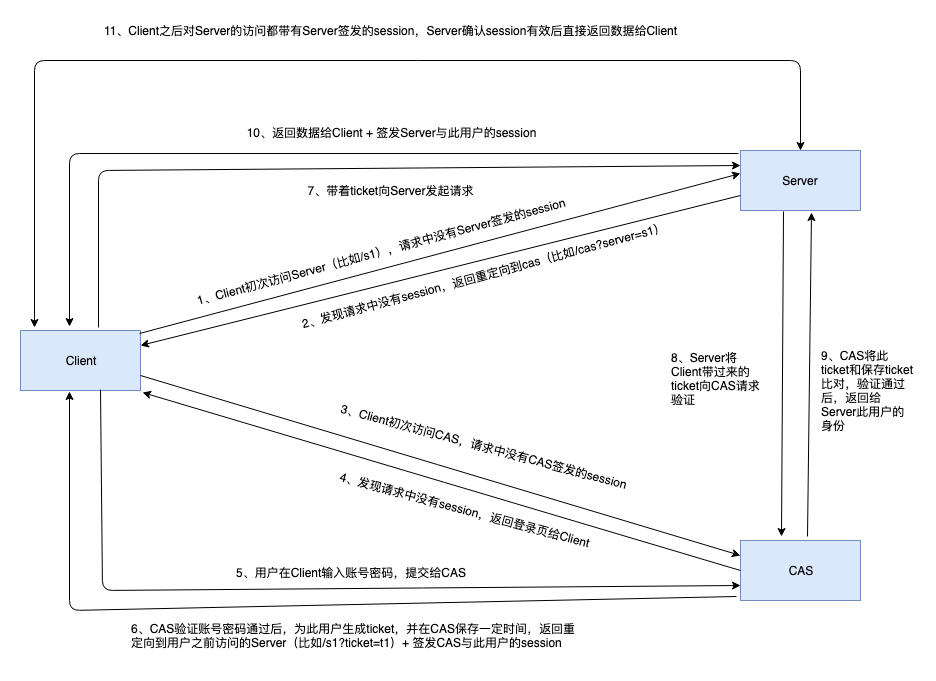 11、Client之后对Server的访问都带有Server签发的session，Server确认session有效后直接返回数据给Client
10、返回数据给Client + 签发Server与此用户的session
7、带着ticket向Server发起请求
Server
1、Client初次访问Server（比如/s1），请求中没有Server签发的session
2、发现请求中没有session，返回重定向到cas（比如/cas?server=s1）
Client
8、Server将
Client带过来的
ticket向CAS请求
验证
9、CAS将此
ticket和保存ticket
比对，验证通过
后，返回给
Server此用户的
身份
3、Client初次访问CAS，请求中没有CAS签发的session
4、发现请求中没有session，返回登录页给Client
5、用户在Client输入账号密码，提交给CAS
CAS
6、CAS验证账号密码通过后，为此用户生成ticket，并在CAS保存一定时间，返回重
定向到用户之前访问的Server（比如/s1?ticket=t1）+ 签发CAS与此用户的session